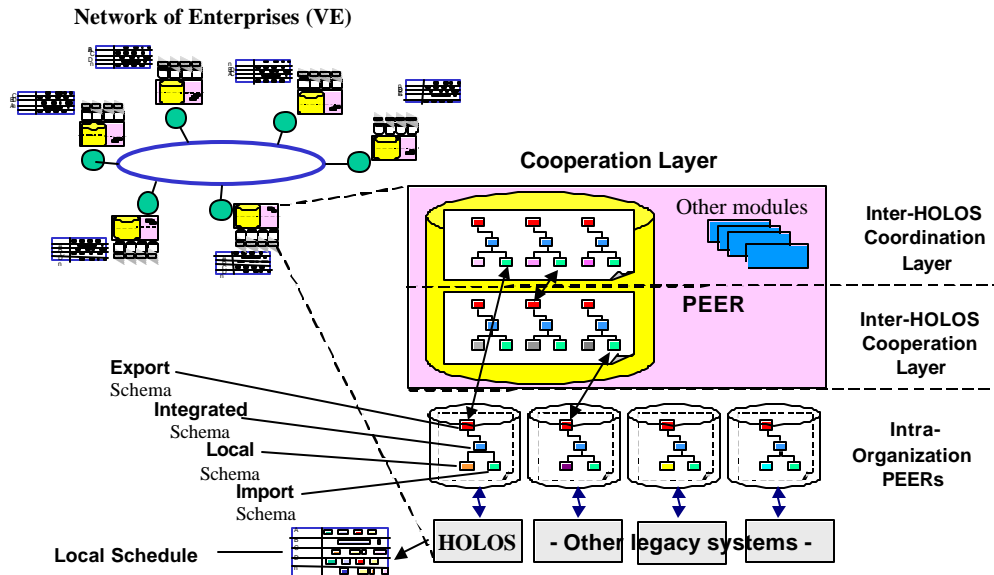 Network of Enterprises (VE)
Cooperation Layer
Other modules
PEER
Inter-HOLOS
Coordination
Layer
Inter-HOLOS
Cooperation
Layer
Export
Schema
Integrated
Schema
Local
Schema
Import
Schema
Intra-
Organization
PEERs
HOLOS
- Other legacy systems -
Local Schedule